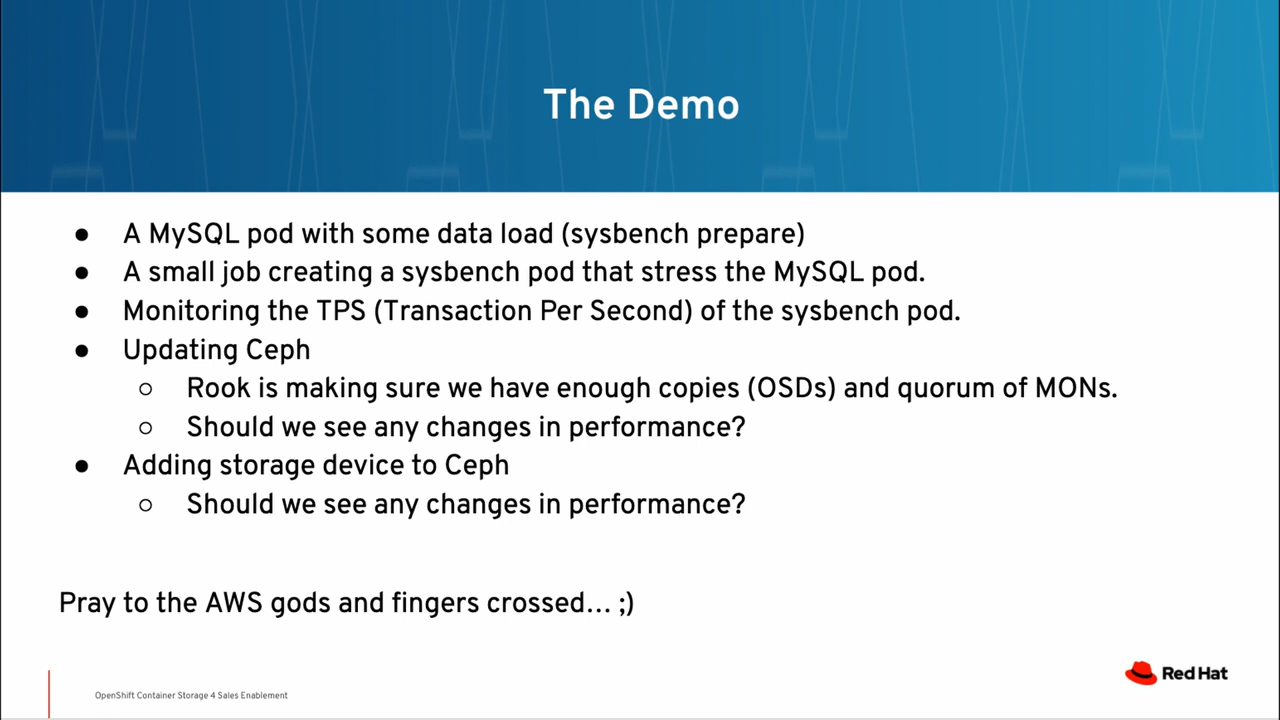 The Demo
● A MySQL pod with some data load (sysbench prepare)
● A small job creating a sysbench pod that stress the MySQL pod.
● Monitoring the TPS (Transaction Per Second) of the sysbench pod.
● Updating Ceph
○ Rook is making sure we have enough copies (OSDs) and quorum of MONs.
○ Should we see any changes in performance?
● Adding storage device to Ceph
○ Should we see any changes in performance?
Pray to the AWS gods and fingers crossed… ;)
OpenShift Container Storage 4 Sales Enablement
Red Hat